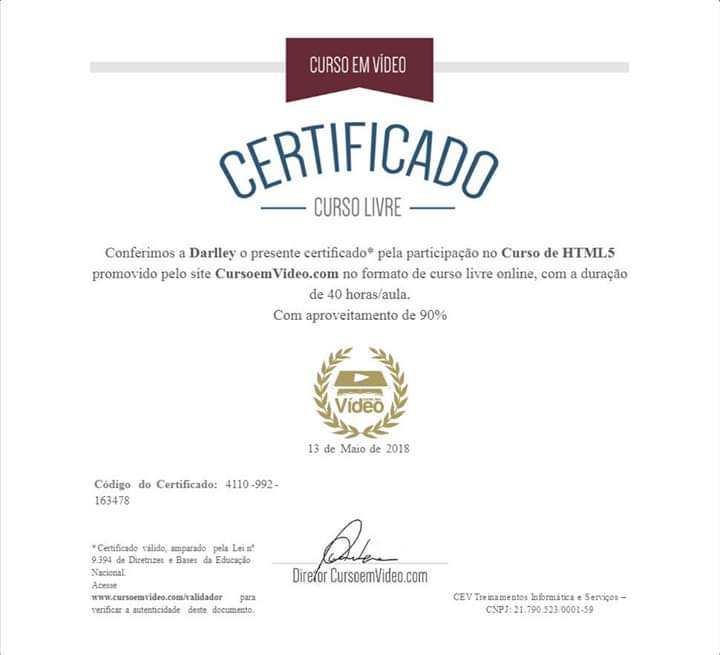 CURSO EM VÍDEO
CERTIFICADO
CURSO LIVRE
Conferimos a Darlley o presente certificado* pela participação no Curso de HTML5
promovido pelo site CursoemVideo.com no formato de curso livre online, com a duração
de 40 horas/aula.
Com aproveitamento de 90%
Vídeo
13 de Maio de 2018
Código do Certificado: 4110-992-
163478
*Certificado válido, amparado pela Lei nº
9.394 de Diretrizes e Bases da Educação
Nacional.
Acesse
www.cursoemvideo.com/validador para
verificar a autenticidade deste documento.
Diretor CursoemVideo.com
CEV Treinamentos Informática e Serviços –
CNPJ: 21.790.523/0001-59